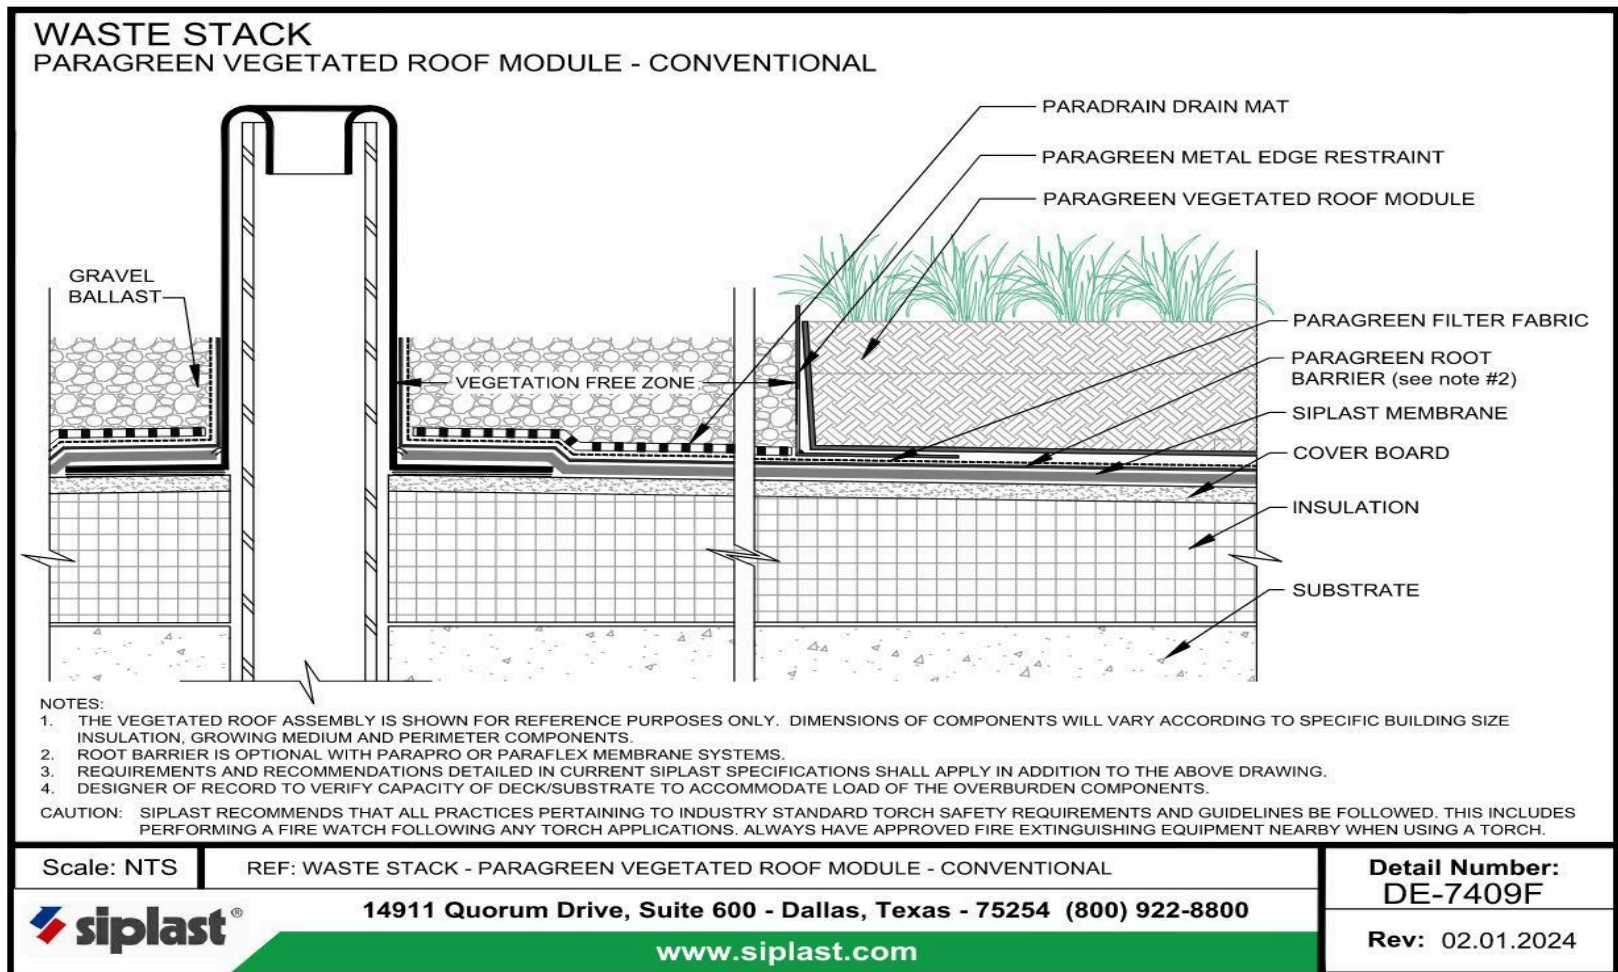 WASTE STACK
PARAGREEN VEGETATED ROOF MODULE - CONVENTIONAL
PARADRAIN DRAIN MAT
PARAGREEN METAL EDGE RESTRAINT
PARAGREEN VEGETATED ROOF MODULE
GRAVEL
BALLAST
VEGETATION FREE ZONE
PARAGREEN FILTER FABRIC
PARAGREEN ROOT
BARRIER (see note #2)
SIPLAST MEMBRANE
COVER BOARD
INSULATION
SUBSTRATE
NOTES:
1. THE VEGETATED ROOF ASSEMBLY IS SHOWN FOR REFERENCE PURPOSES ONLY. DIMENSIONS OF COMPONENTS WILL VARY ACCORDING TO SPECIFIC BUILDING SIZE
INSULATION, GROWING MEDIUM AND PERIMETER COMPONENTS.
2. ROOT BARRIER IS OPTIONAL WITH PARAPRO OR PARAFLEX MEMBRANE SYSTEMS.
3. REQUIREMENTS AND RECOMMENDATIONS DETAILED IN CURRENT SIPLAST SPECIFICATIONS SHALL APPLY IN ADDITION TO THE ABOVE DRAWING.
4. DESIGNER OF RECORD TO VERIFY CAPACITY OF DECK/SUBSTRATE TO ACCOMMODATE LOAD OF THE OVERBURDEN COMPONENTS.
CAUTION: SIPLAST RECOMMENDS THAT ALL PRACTICES PERTAINING TO INDUSTRY STANDARD TORCH SAFETY REQUIREMENTS AND GUIDELINES BE FOLLOWED. THIS INCLUDES
PERFORMING A FIRE WATCH FOLLOWING ANY TORCH APPLICATIONS. ALWAYS HAVE APPROVED FIRE EXTINGUISHING EQUIPMENT NEARBY WHEN USING A TORCH.
Scale: NTS
REF: WASTE STACK - PARAGREEN VEGETATED ROOF MODULE - CONVENTIONAL
Detail Number:
DE-7409F
siplast®
14911 Quorum Drive, Suite 600 - Dallas, Texas - 75254 (800) 922-8800
www.siplast.com
Rev: 02.01.2024